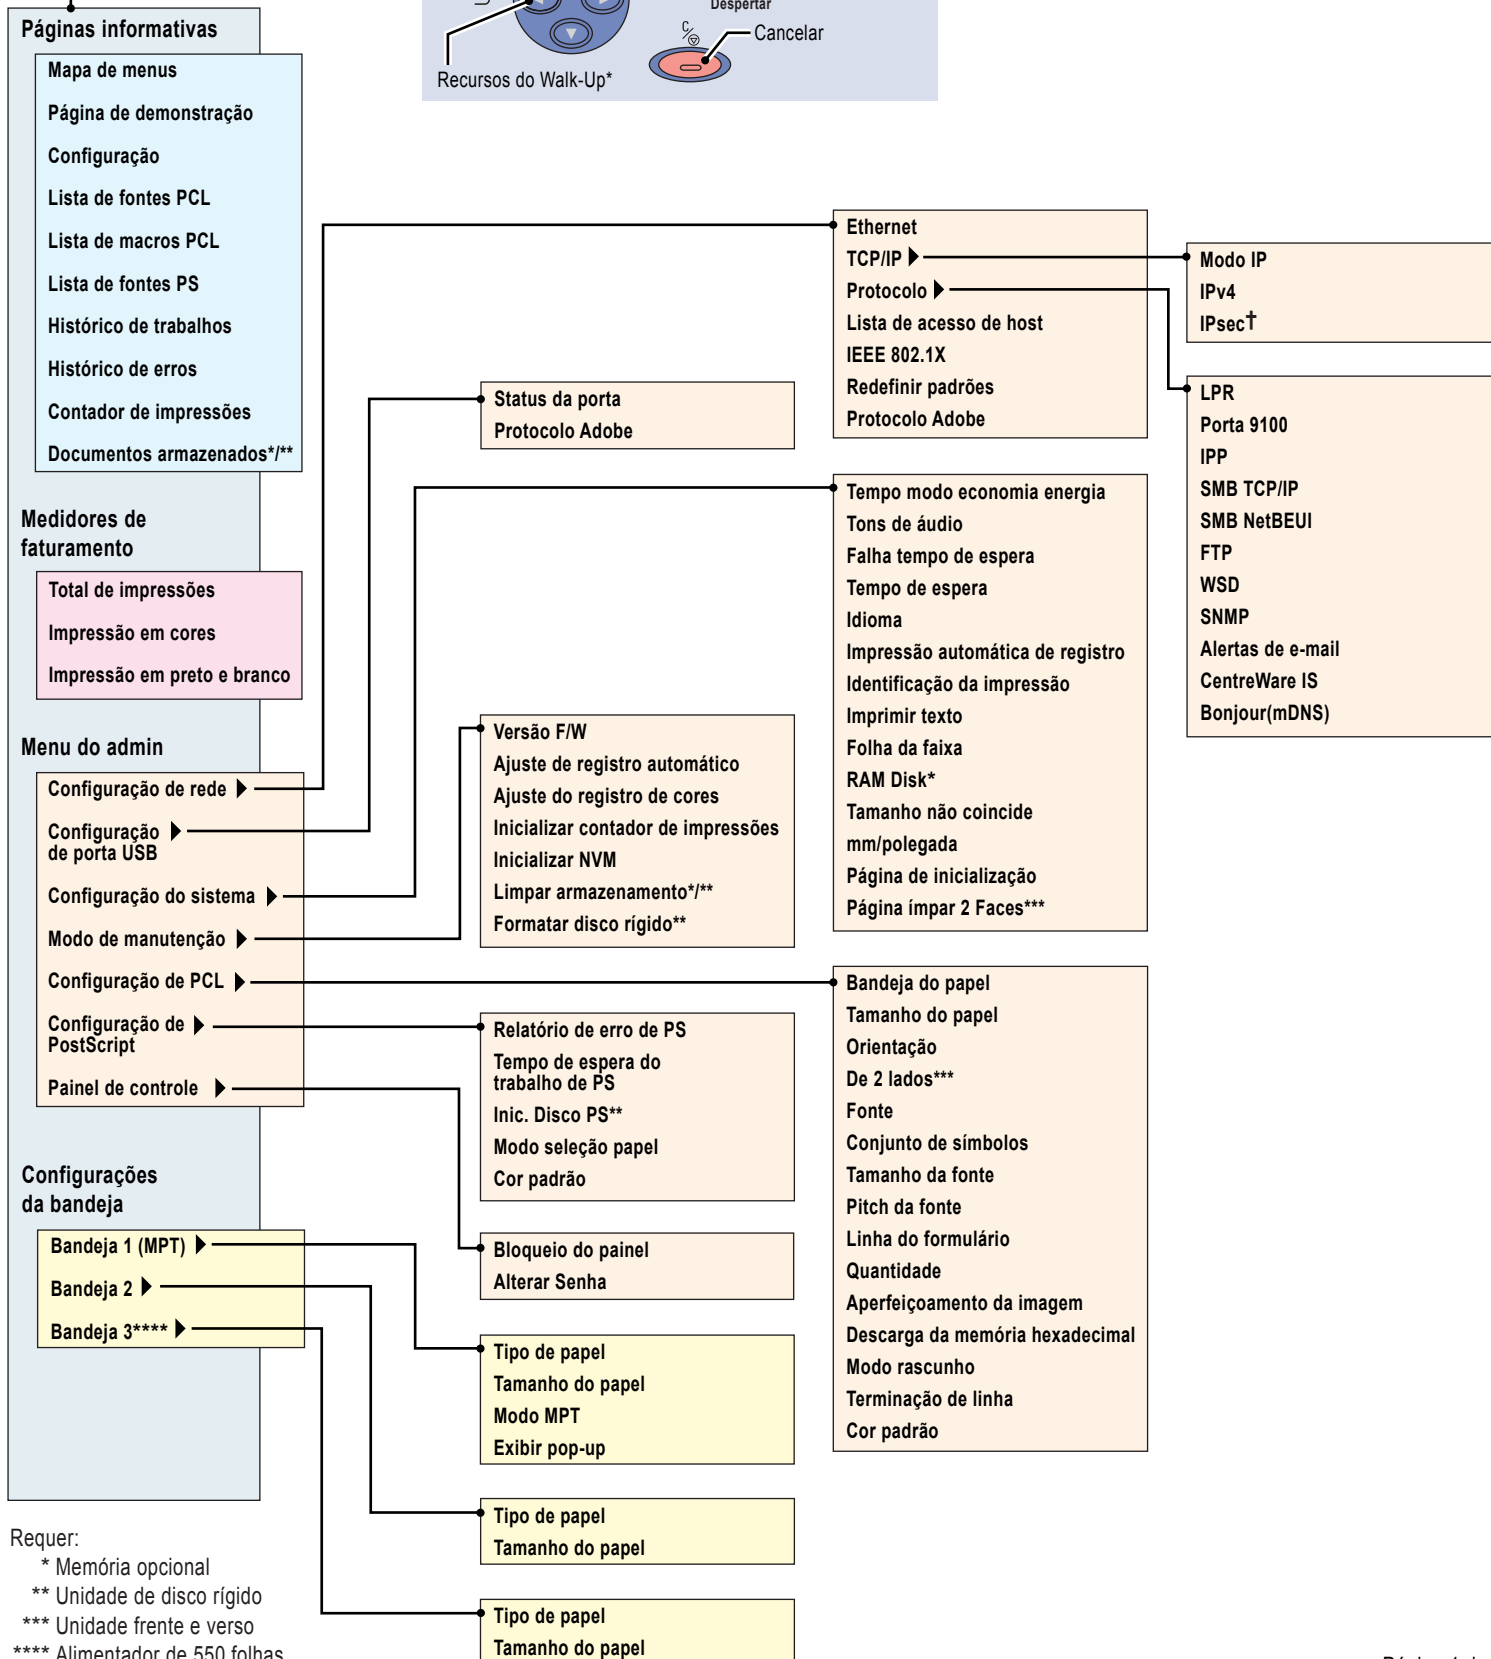 Despertar
Cancelar
Recursos do Walk-Up*
Páginas informativas
Mapa de menus
Página de demonstração
Configuração
Lista de fontes PCL
Lista de macros PCL
Lista de fontes PS
Histórico de trabalhos
Histórico de erros
Contador de impressões
Documentos armazenados*/**
Medidores de
faturamento
Total de impressões
Impressão em cores
Impressão em preto e branco
Menu do admin
Configuração de rede
Configuração
de porta USB
Configuração do sistema
Modo de manutenção
Configuração de PCL
Configuração de
PostScript
Painel de controle
Configurações
da bandeja
Bandeja 1 (MPT)
Bandeja 2
Bandeja 3****
Status da porta
Protocolo Adobe
Versão F/W
Ajuste de registro automático
Ajuste do registro de cores
Inicializar contador de impressões
Inicializar NVM
Limpar armazenamento*/**
Formatar disco rígido**
Relatório de erro de PS
Tempo de espera do
trabalho de PS
Inic. Disco PS**
Modo seleção papel
Cor padrão
Bloqueio do painel
Alterar Senha
Tipo de papel
Tamanho do papel
Modo MPT
Exibir pop-up
Tipo de papel
Tamanho do papel
Tipo de papel
Tamanho do papel
Ethernet
TCP/IP
Protocolo
Lista de acesso de host
IEEE 802.1X
Redefinir padrões
Protocolo Adobe
Tempo modo economia energia
Tons de áudio
Falha tempo de espera
Tempo de espera
Idioma
Impressão automática de registro
Identificação da impressão
Imprimir texto
Folha da faixa
RAM Disk*
Tamanho não coincide
mm/polegada
Página de inicialização
Página ímpar 2 Faces***
Bandeja do papel
Tamanho do papel
Orientação
De 2 lados***
Fonte
Conjunto de símbolos
Tamanho da fonte
Pitch da fonte
Linha do formulário
Quantidade
Aperfeiçoamento da imagem
Descarga da memória hexadecimal
Modo rascunho
Terminação de linha
Cor padrão
Modo IP
IPv4
IPsec†
LPR
Porta 9100
IPP
SMB TCP/IP
SMB NetBEUI
FTP
WSD
SNMP
Alertas de e-mail
CentreWare IS
Bonjour(mDNS)
Requer:
* Memória opcional
** Unidade de disco rígido
*** Unidade frente e verso
**** Alimentador de 550 folhas